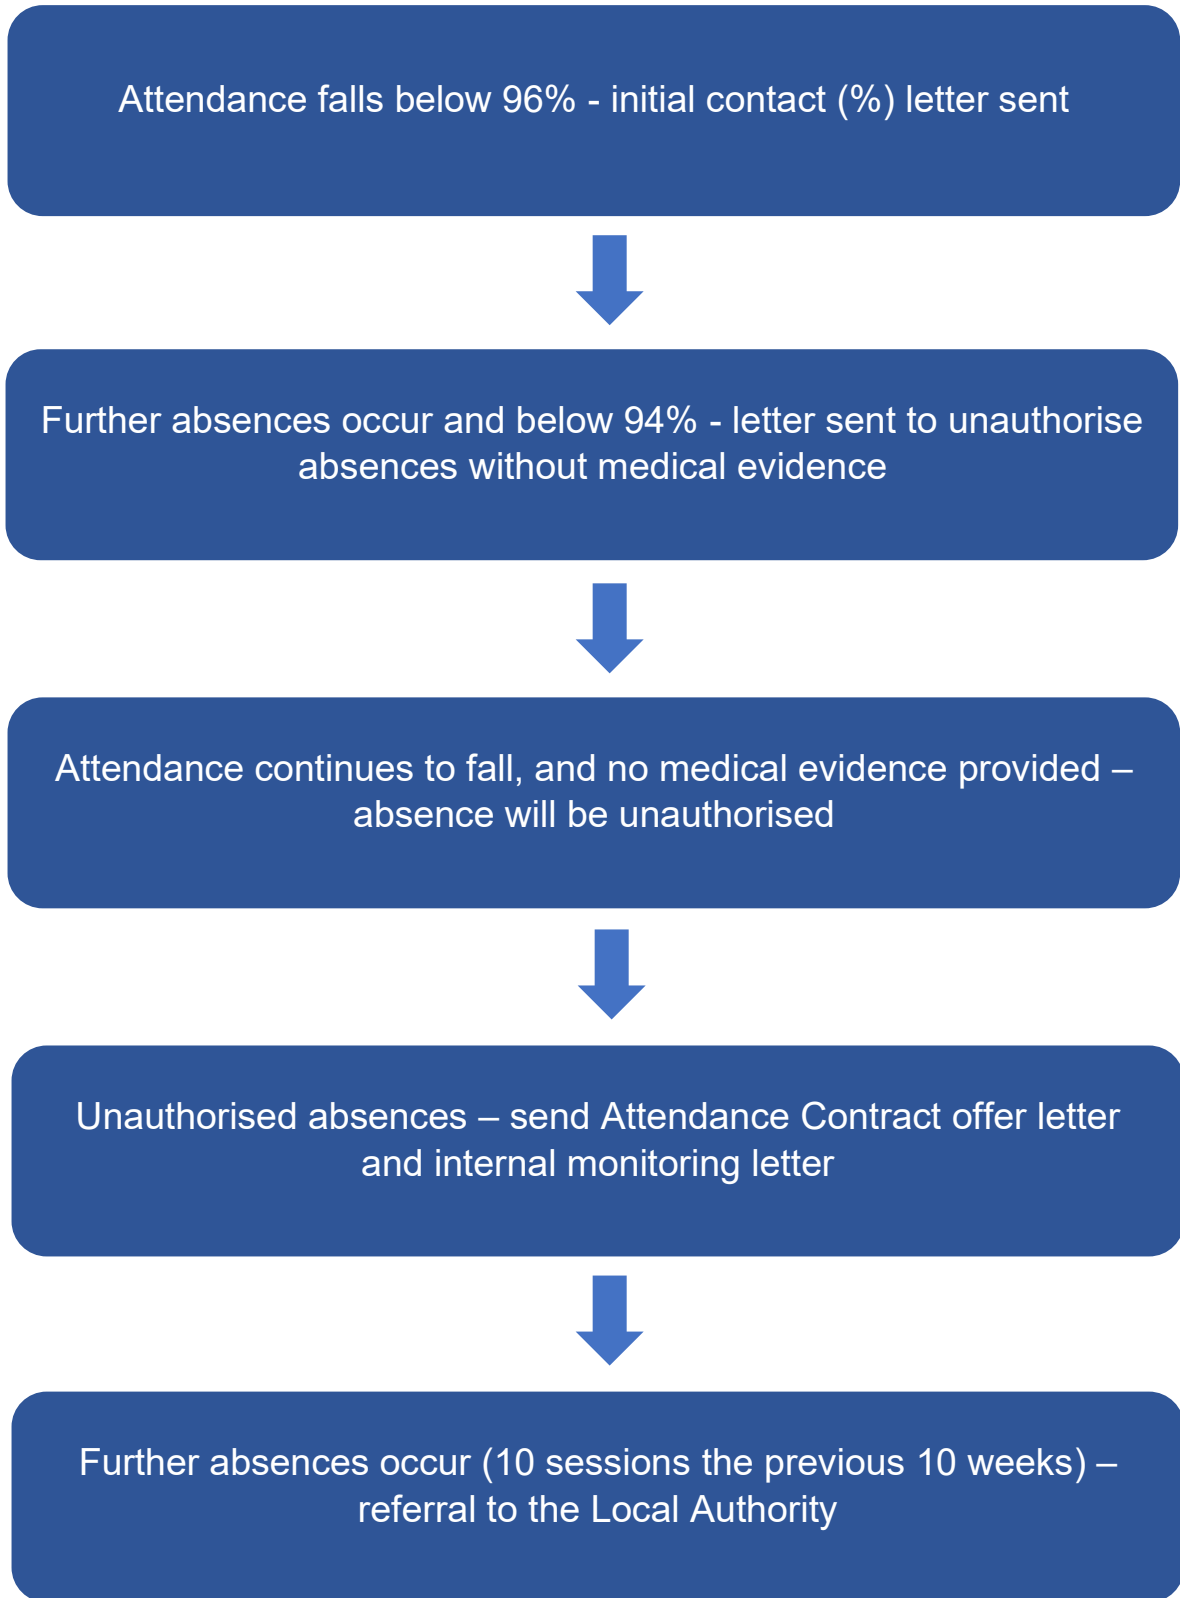 Attendance falls below 96% - initial contact (%) letter sent
Further absences occur and below 94% - letter sent to unauthorise
absences without medical evidence
Attendance continues to fall, and no medical evidence provided –
absence will be unauthorised
Unauthorised absences – send Attendance Contract offer letter
and internal monitoring letter
Further absences occur (10 sessions the previous 10 weeks) –
referral to the Local Authority